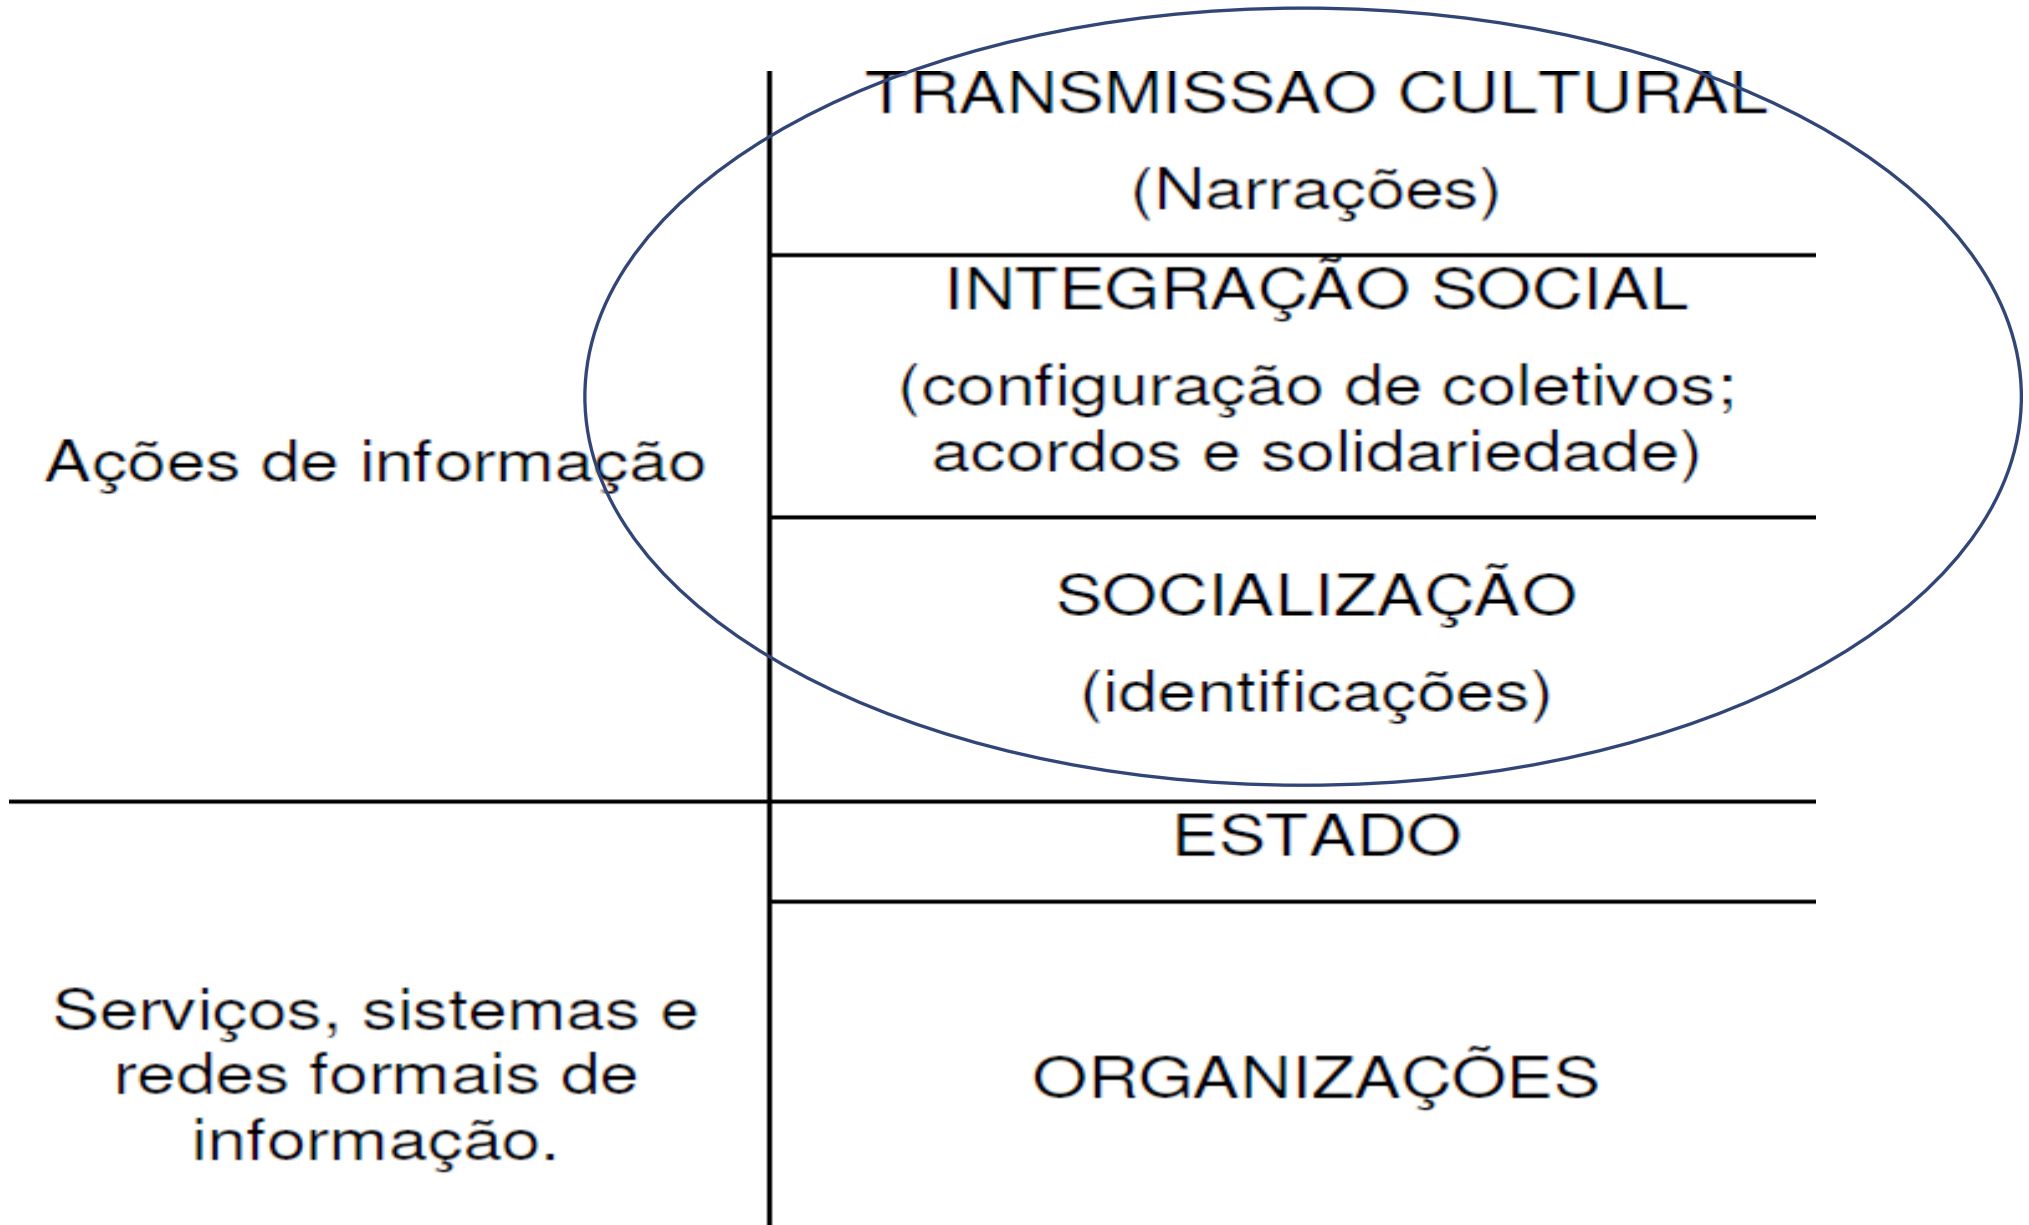 TRANSMISSAO CULTURAL
(Narrações)
INTEGRAÇÃO SOCIAL
(configuração de coletivos;
acordos e solidariedade)
Ações de informação
SOCIALIZAÇÃO
(identificações)
ESTADO
Serviços, sistemas e
redes formais de
informação.
ORGANIZAÇÕES